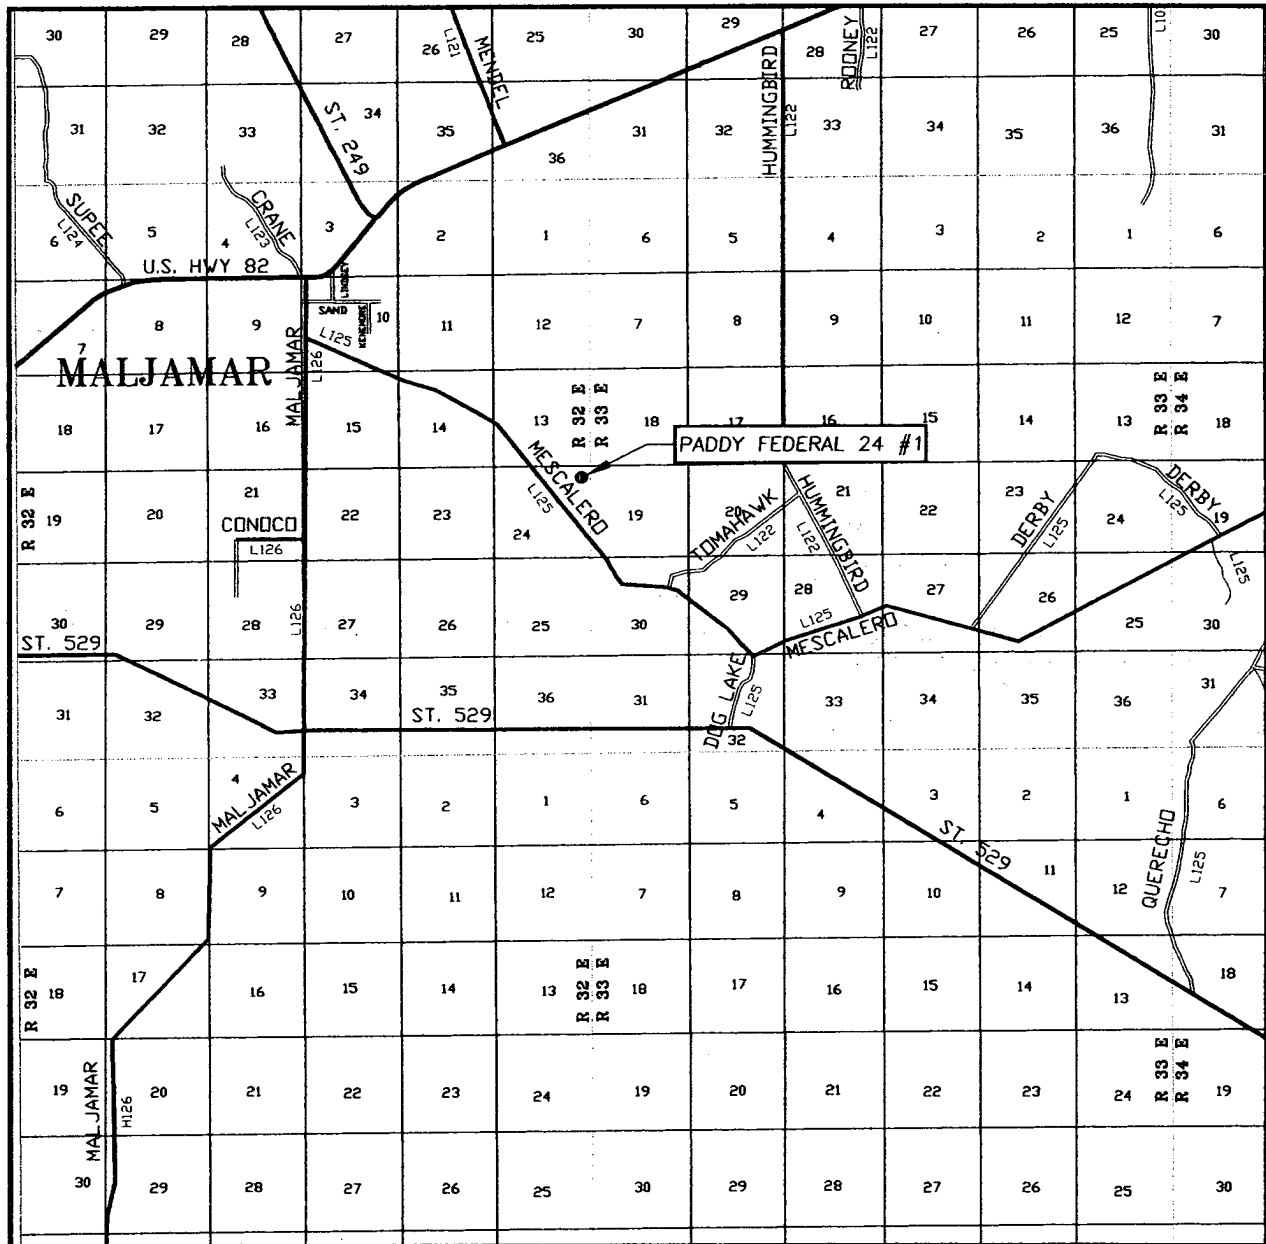 30 29 28 27 26 25 30 29 28 27 26 25 30
L121 MENDEL HUMMINGBIRD L122 RODNEY L122 L10
31 32 33 ST. 249 34 35 36 31 32 33 34 35 36 31
SUPEE L124 CRANE L123
6 5 4 3 2 1 6 5 4 3 2 1 6
U.S. HWY 82
LINDSEY
SAND
KENEMORE
7 8 9 10 11 12 7 8 9 10 11 12 7
MALJAMAR
MALJAMAR L126 L125
R 32 E R 33 E
R 33 E R 34 E
18 17 16 15 14 13 18 17 16 15 14 13 18
PADDY FEDERAL 24 #1
MESCALERO L125
R 32 E
19 20 21 22 23 24 19 20 21 22 23 24 19
CONOCO
L126
TOMAHAWK L122
HUMMINGBIRD L122
DERBY L125
DERBY L125
L125
L126
30 29 28 27 26 25 30 29 28 27 26 25 30
ST. 529
L125
MESCALERO
31 32 33 34 35 36 31 32 33 34 35 36 31
ST. 529
DOG LAKE L125
MALJAMAR L126
6 5 4 3 2 1 6 5 4 3 2 1 6
ST. 529
QUERECHO L125
7 8 9 10 11 12 7 8 9 10 11 12 7
R 32 E
R 32 E R 33 E
18 17 16 15 14 13 18 17 16 15 14 13 18
R 33 E R 34 E
MALJAMAR H126
19 20 21 22 23 24 19 20 21 22 23 24 19
30 29 28 27 26 25 30 29 28 27 26 25 30